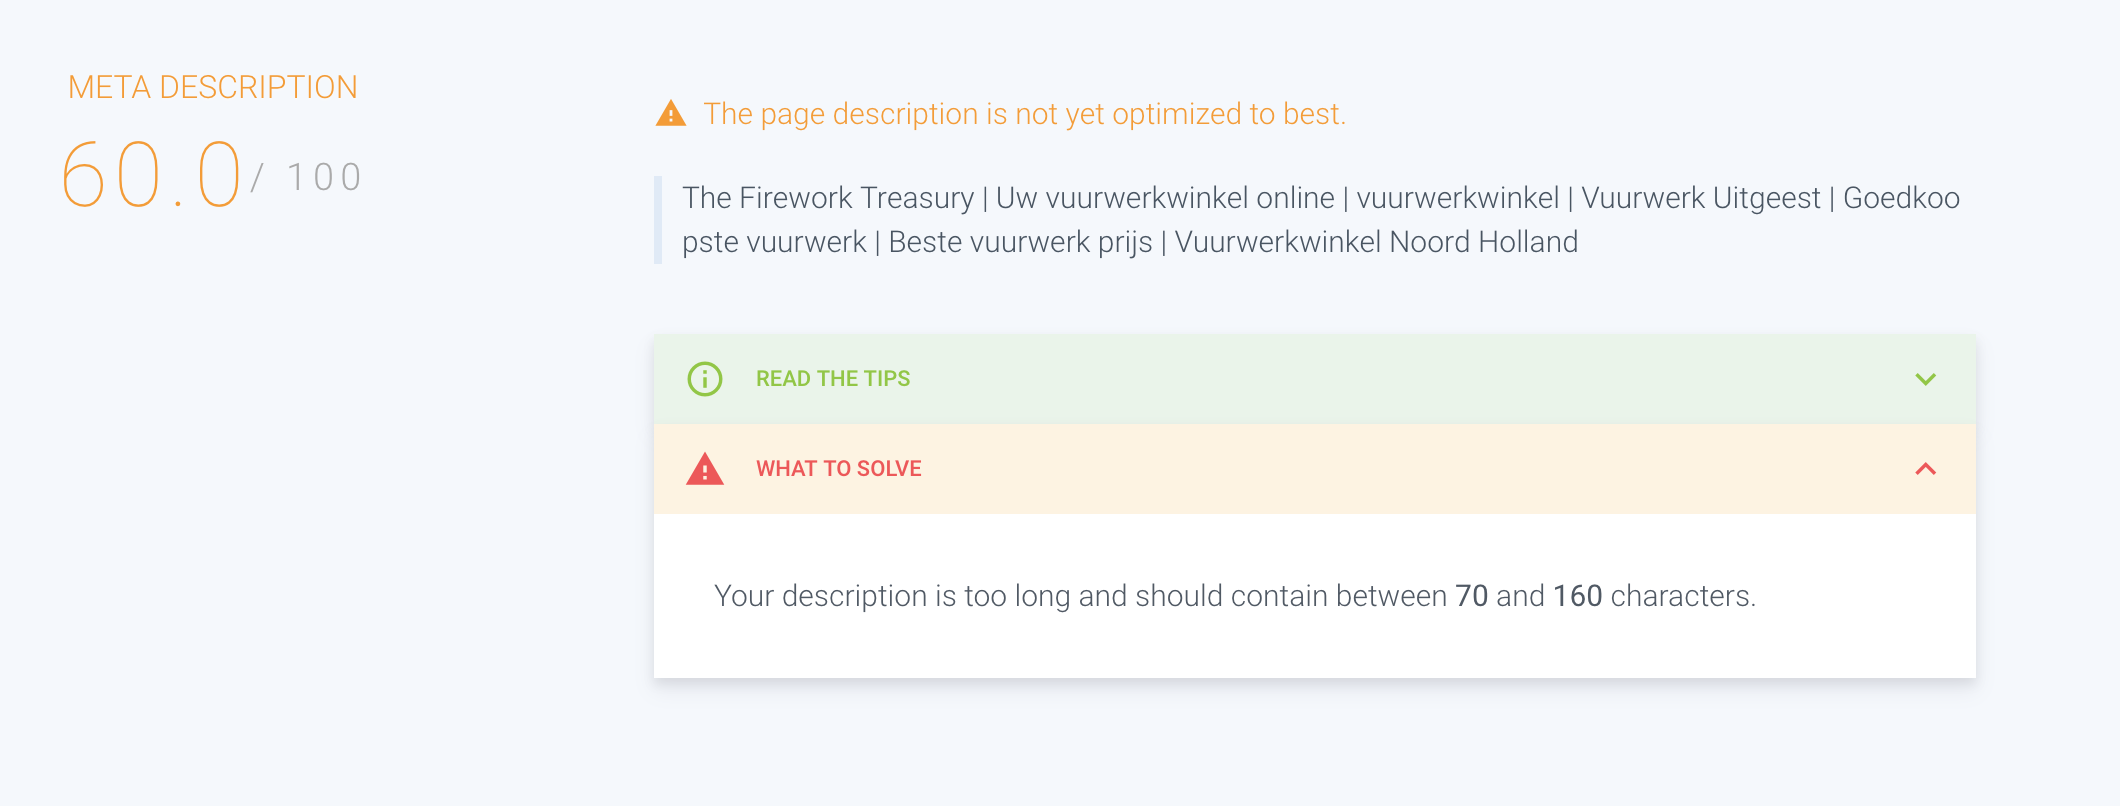 META DESCRIPTION
60.0/ 100
The page description is not yet optimized to best.
The Firework Treasury | Uw vuurwerkwinkel online | vuurwerkwinkel | Vuurwerk Uitgeest | Goedkoo
pste vuurwerk | Beste vuurwerk prijs | Vuurwerkwinkel Noord Holland
READ THE TIPS
WHAT TO SOLVE
Your description is too long and should contain between 70 and 160 characters.